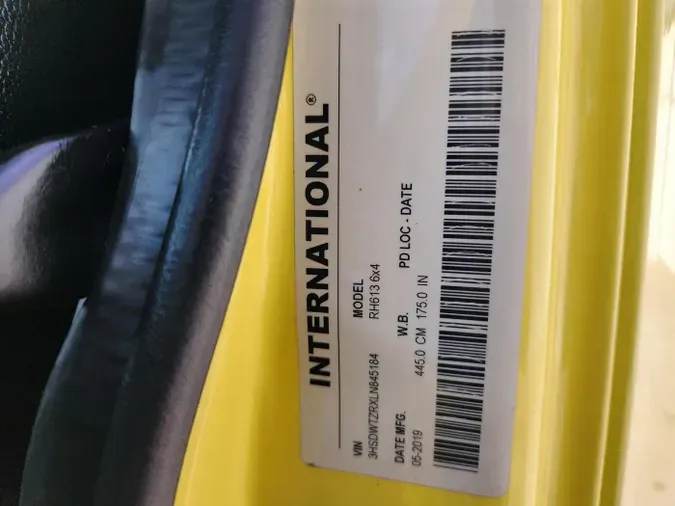 INTERNATIONAL®
VIN MODEL
3HSDWTZRXLN845184 RH613 6x4
DATE MFG. W.B. PD LOC - DATE
05-2019 445.0 CM 175.0 IN